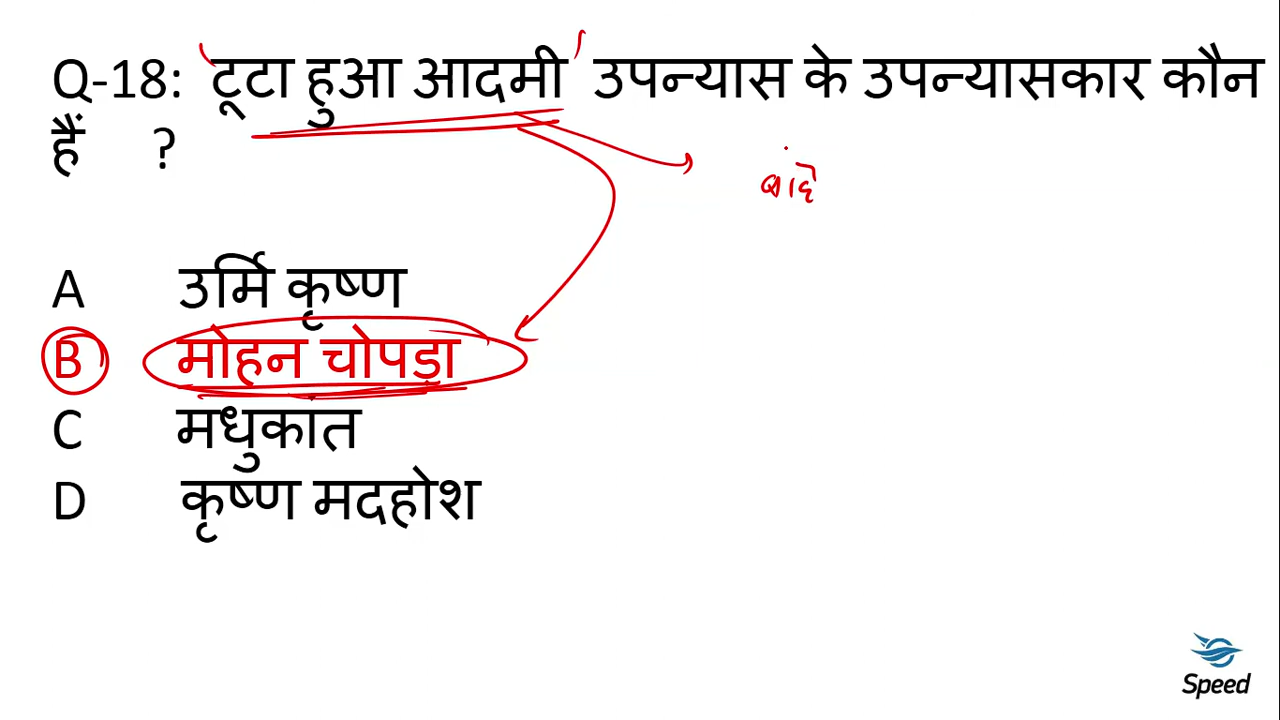 Q-18: 'टूटा हुआ आदमी' उपन्यास के उपन्यासकार कौन
हैं ?
A उर्मि कृष्ण
B मोहन चोपड़ा
C मधुकात
D कृष्ण मदहोश
Speed